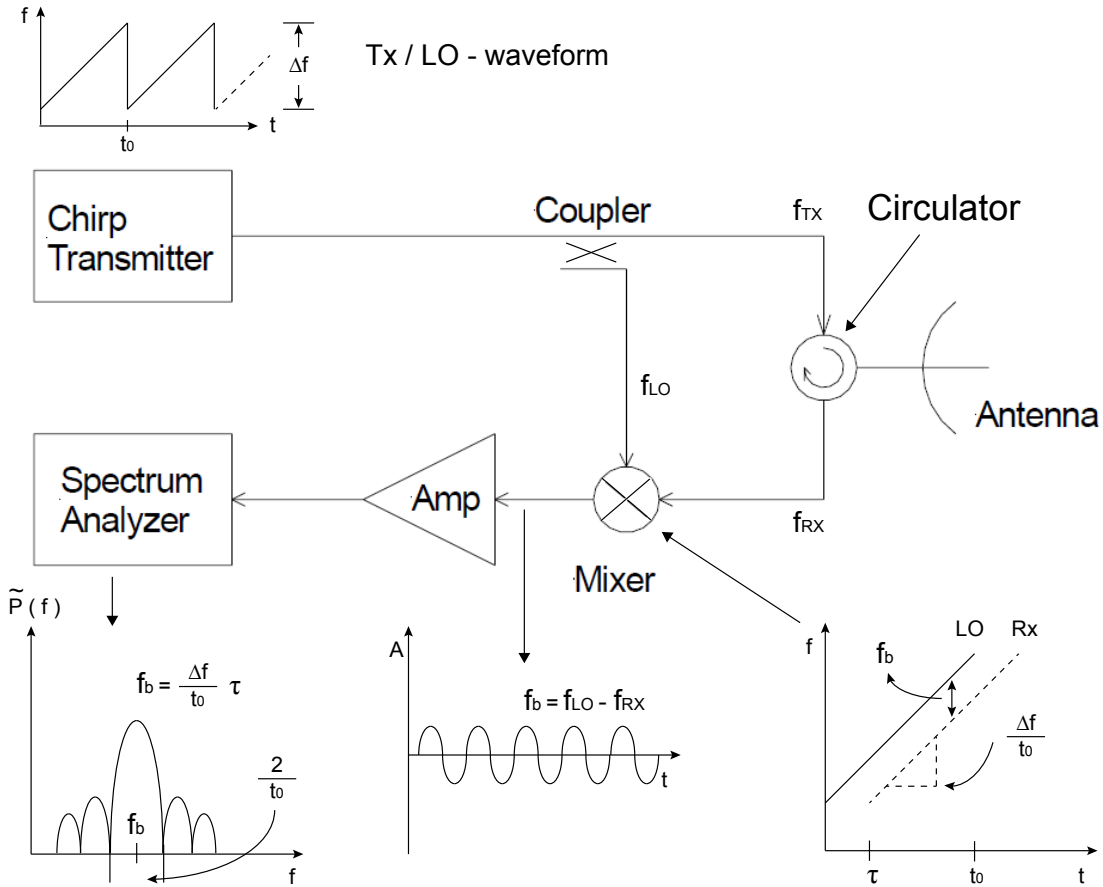 f
Δf
Tx / LO - waveform
t
t0
Chirp
Transmitter
Coupler
fTX
Circulator
fLO
Antenna
Spectrum
Analyzer
Amp
fRX
Mixer
P̃ ( f )
fb = Δf / t0 τ
2 / t0
fb
f
A
fb = fLO - fRX
t
f
LO
Rx
fb
Δf / t0
τ
t0
t